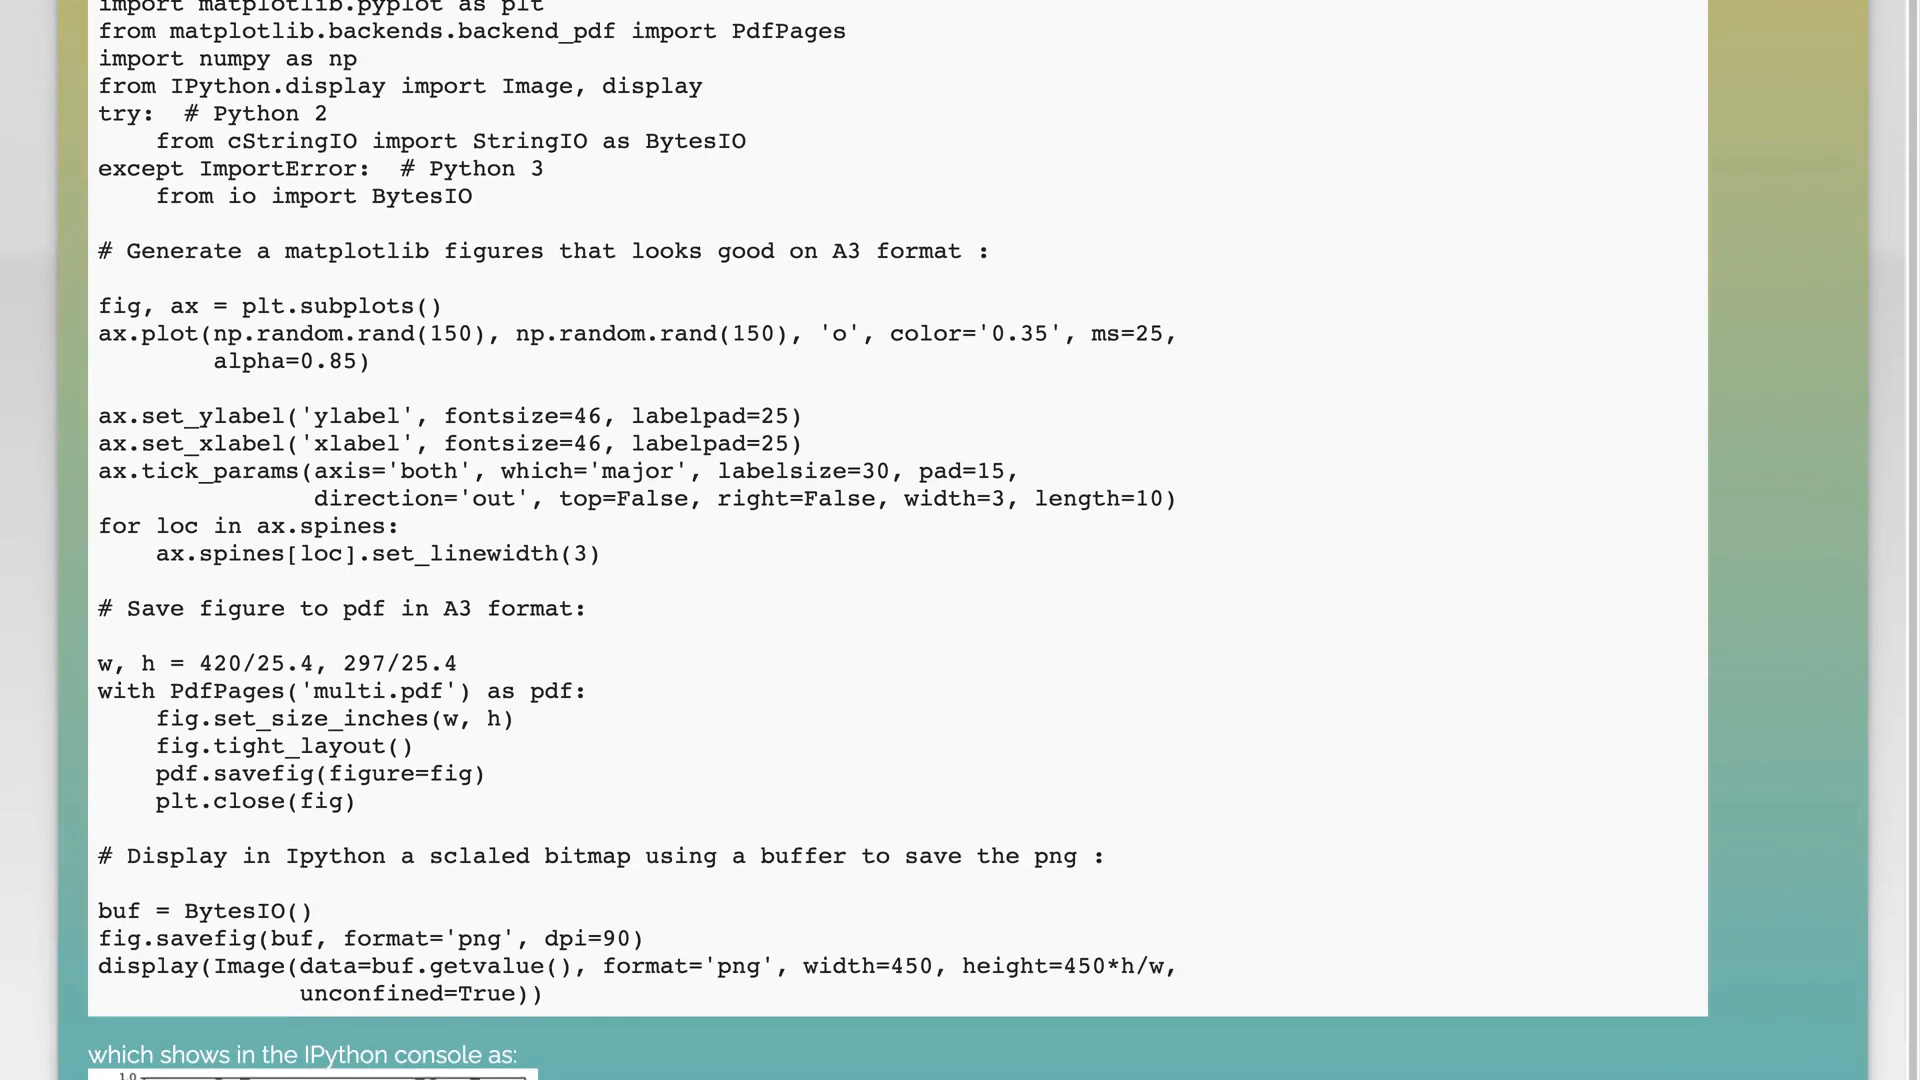 import matplotlib.pyplot as plt
from matplotlib.backends.backend_pdf import PdfPages
import numpy as np
from IPython.display import Image, display
try:  # Python 2
    from cStringIO import StringIO as BytesIO
except ImportError:  # Python 3
    from io import BytesIO

# Generate a matplotlib figures that looks good on A3 format :

fig, ax = plt.subplots()
ax.plot(np.random.rand(150), np.random.rand(150), 'o', color='0.35', ms=25,
        alpha=0.85)

ax.set_ylabel('ylabel', fontsize=46, labelpad=25)
ax.set_xlabel('xlabel', fontsize=46, labelpad=25)
ax.tick_params(axis='both', which='major', labelsize=30, pad=15,
               direction='out', top=False, right=False, width=3, length=10)
for loc in ax.spines:
    ax.spines[loc].set_linewidth(3)

# Save figure to pdf in A3 format:

w, h = 420/25.4, 297/25.4
with PdfPages('multi.pdf') as pdf:
    fig.set_size_inches(w, h)
    fig.tight_layout()
    pdf.savefig(figure=fig)
    plt.close(fig)

# Display in Ipython a sclaled bitmap using a buffer to save the png :

buf = BytesIO()
fig.savefig(buf, format='png', dpi=90)
display(Image(data=buf.getvalue(), format='png', width=450, height=450*h/w,
              unconfined=True))
which shows in the IPython console as:
1.0